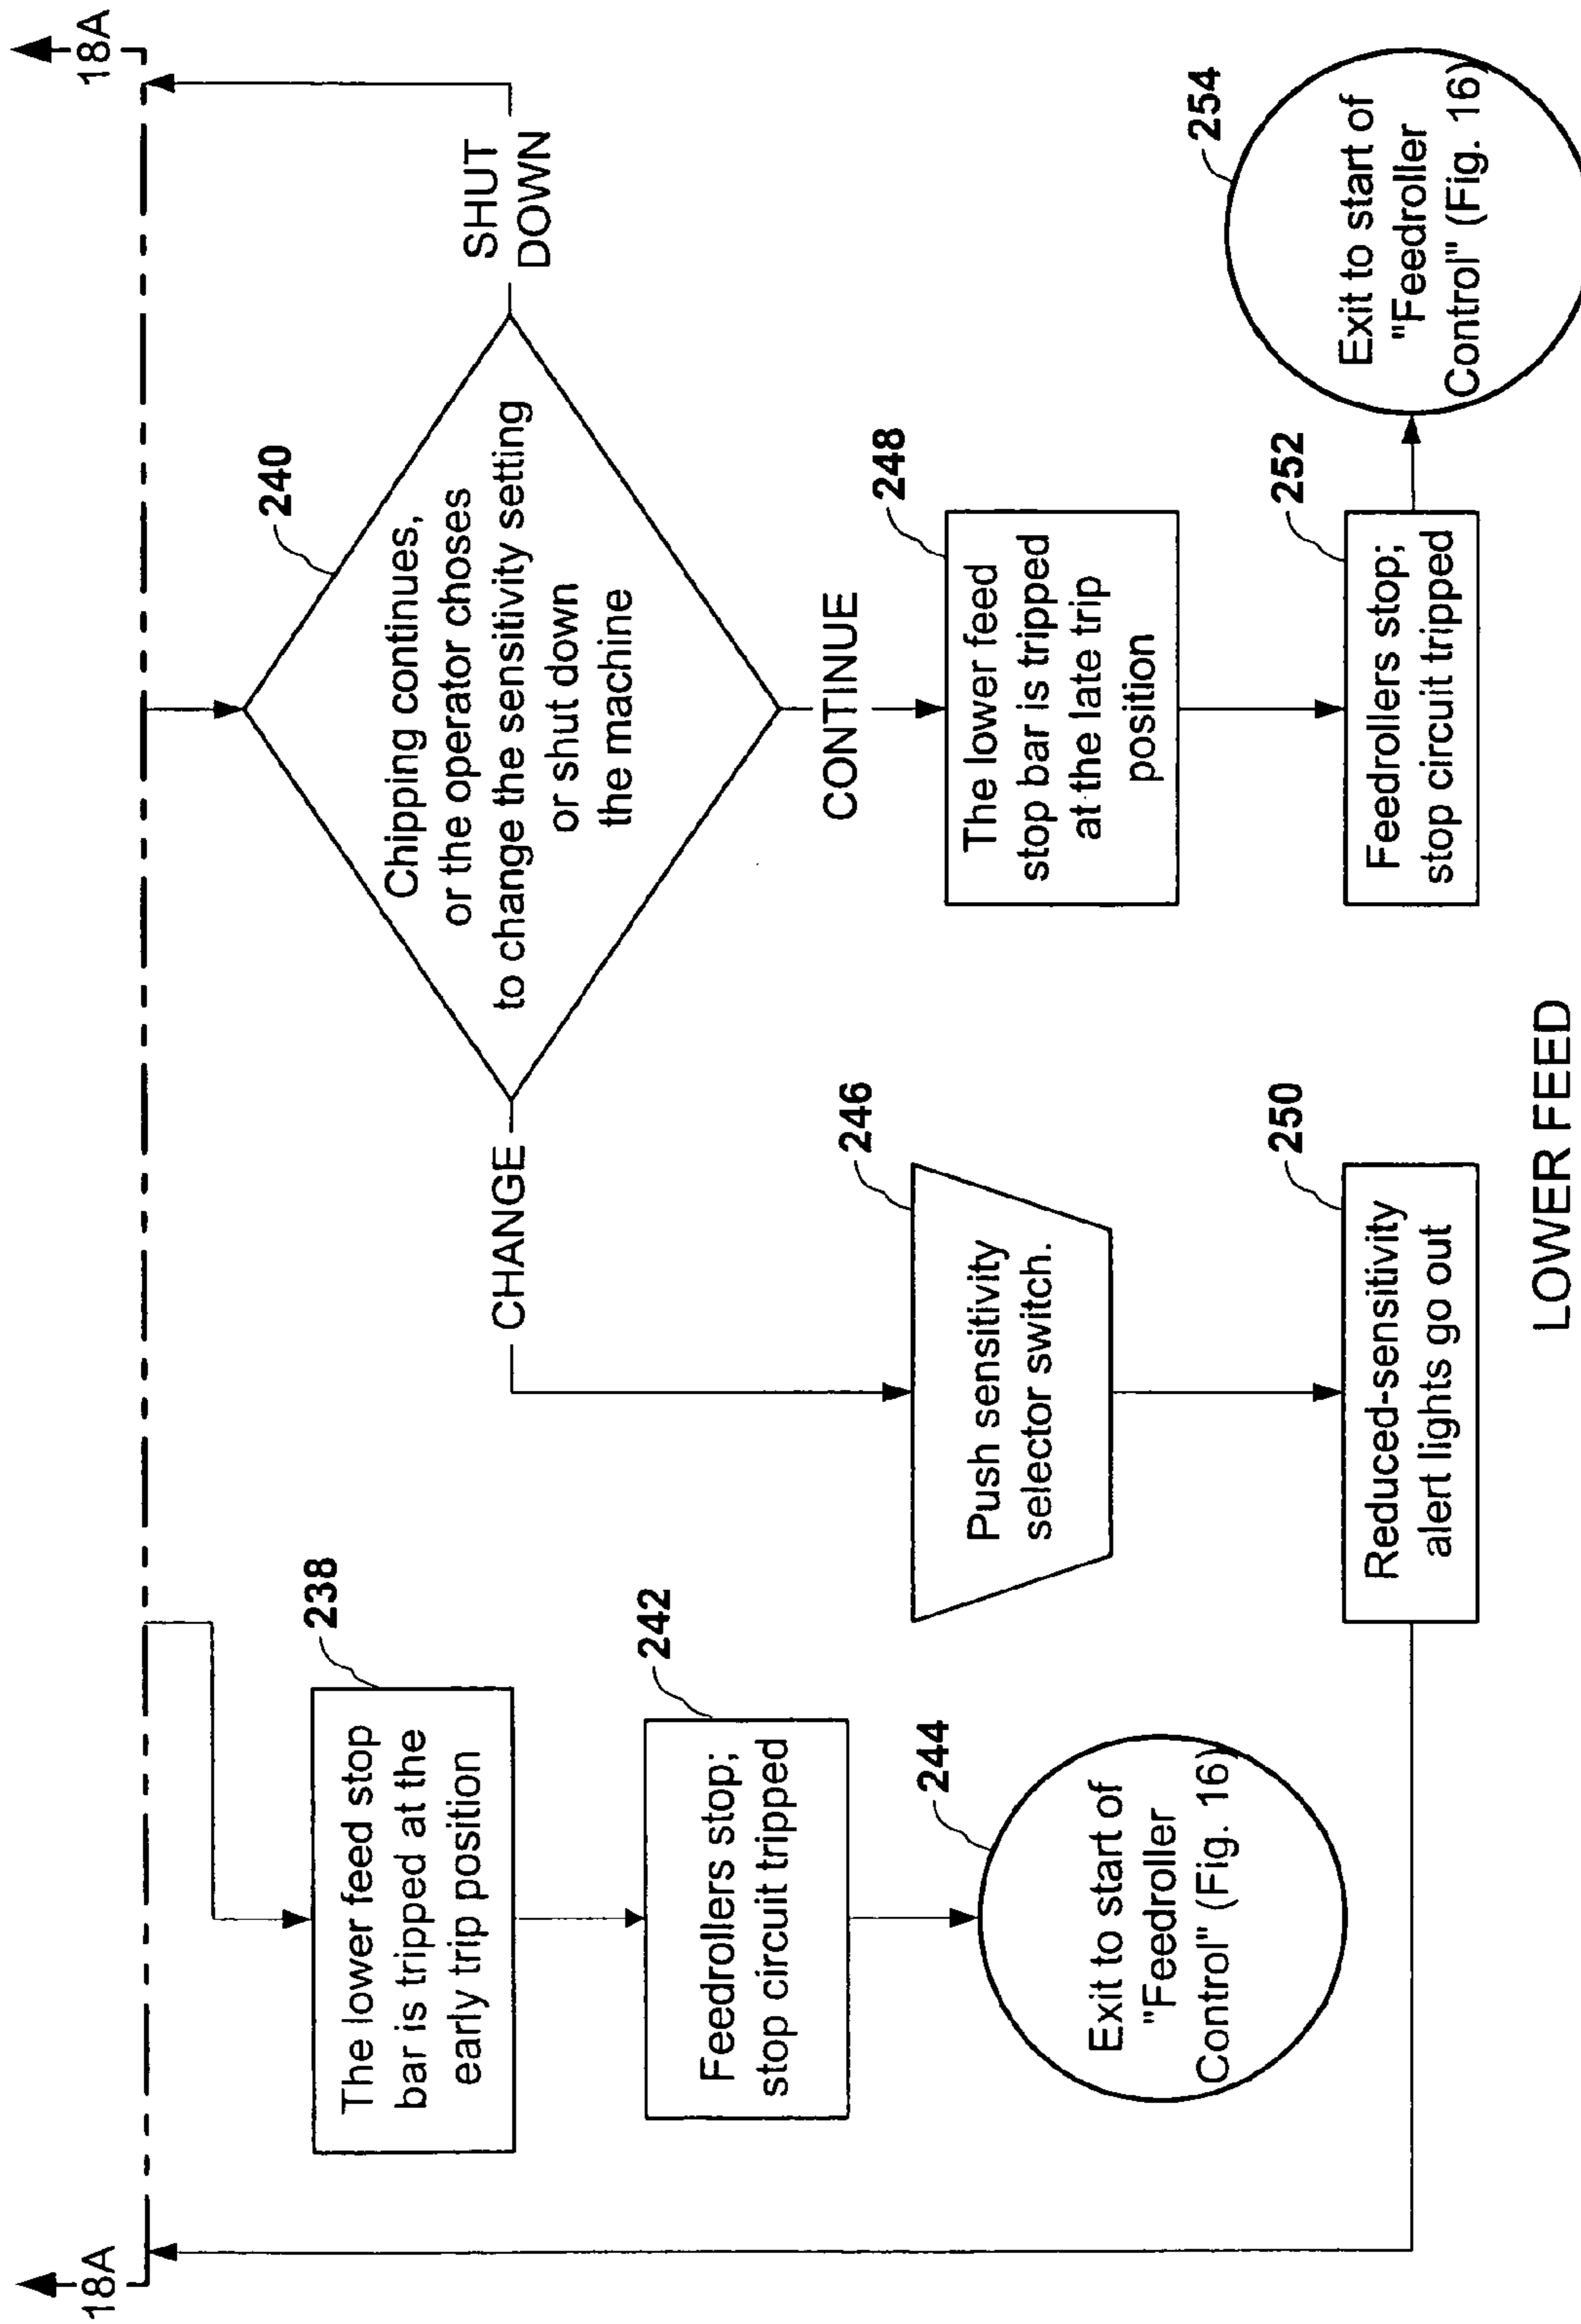 18A
18A
238
The lower feed stop
bar is tripped at the
early trip position
240
Chipping continues,
or the operator choses
to change the sensitivity setting
or shut down
the machine
CHANGE
SHUT
DOWN
CONTINUE
242
Feedrollers stop;
stop circuit tripped
244
Exit to start of
"Feedroller
Control" (Fig. 16)
246
Push sensitivity
selector switch.
248
The lower feed
stop bar is tripped
at the late trip
position
250
Reduced-sensitivity
alert lights go out
252
Feedrollers stop;
stop circuit tripped
254
Exit to start of
"Feedroller
Control" (Fig. 16)
LOWER FEED